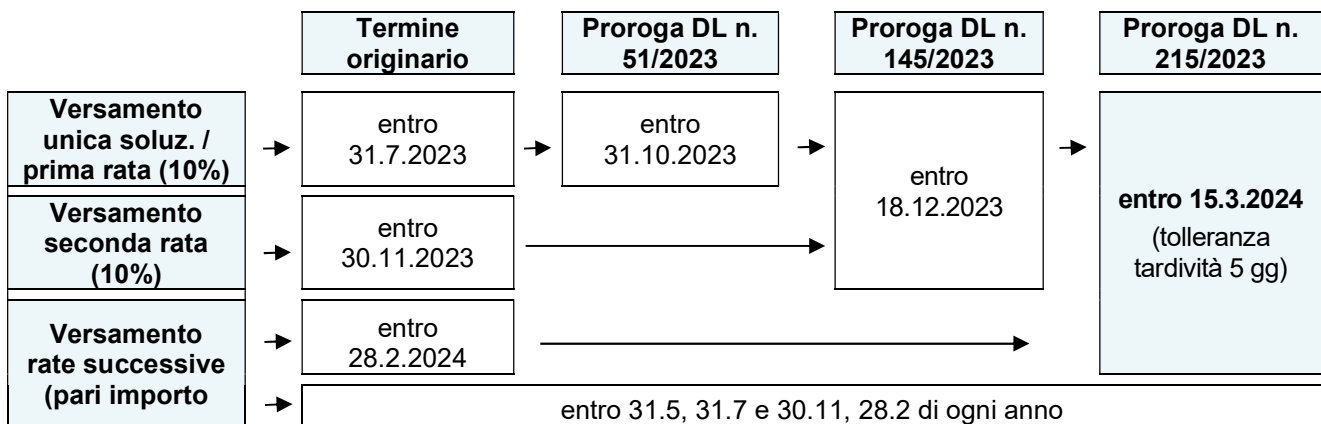 Termine
originario
Proroga DL n.
51/2023
Proroga DL n.
145/2023
Proroga DL n.
215/2023
Versamento
unica soluz. /
prima rata (10%)
entro
31.7.2023
entro
31.10.2023
entro
18.12.2023
entro 15.3.2024
(tolleranza
tardività 5 gg)
Versamento
seconda rata
(10%)
entro
30.11.2023
Versamento
rate successive
(pari importo
entro
28.2.2024
entro 31.5, 31.7 e 30.11, 28.2 di ogni anno